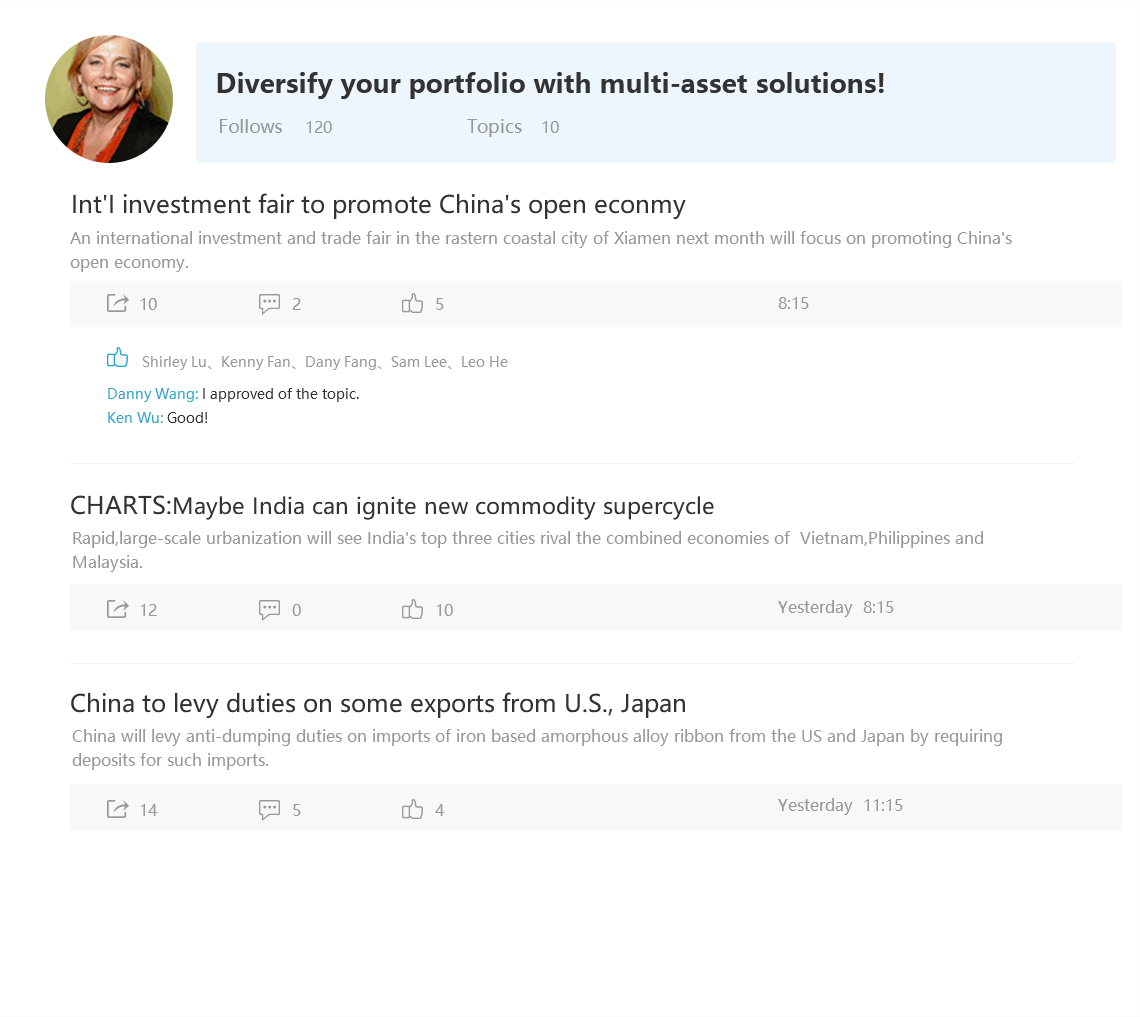 Diversify your portfolio with multi-asset solutions!
Follows 120 Topics 10
Int'I investment fair to promote China's open econmy
An international investment and trade fair in the rastern coastal city of Xiamen next month will focus on promoting China's
open economy.
10 2 5 8:15
Shirley Lu、Kenny Fan、Dany Fang、Sam Lee、Leo He
Danny Wang: I approved of the topic.
Ken Wu: Good!
CHARTS:Maybe India can ignite new commodity supercycle
Rapid,large-scale urbanization will see India's top three cities rival the combined economies of Vietnam,Philippines and
Malaysia.
12 0 10 Yesterday 8:15
China to levy duties on some exports from U.S., Japan
China will levy anti-dumping duties on imports of iron based amorphous alloy ribbon from the US and Japan by requiring
deposits for such imports.
14 5 4 Yesterday 11:15